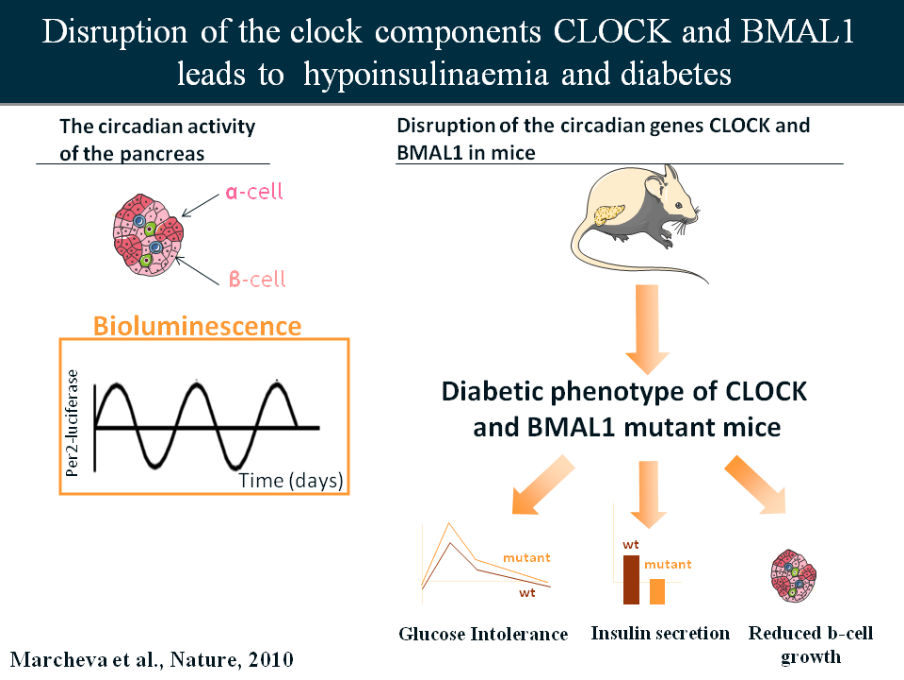 Disruption of the clock components CLOCK and BMAL1
leads to hypoinsulinaemia and diabetes
The circadian activity
of the pancreas
α-cell
ß-cell
Bioluminescence
Per2-luciferase
Time (days)
Disruption of the circadian genes CLOCK and
BMAL1 in mice
Diabetic phenotype of CLOCK
and BMAL1 mutant mice
mutant
wt
Glucose Intolerance
wt
mutant
Insulin secretion
Reduced b-cell
growth
Marcheva et al., Nature, 2010